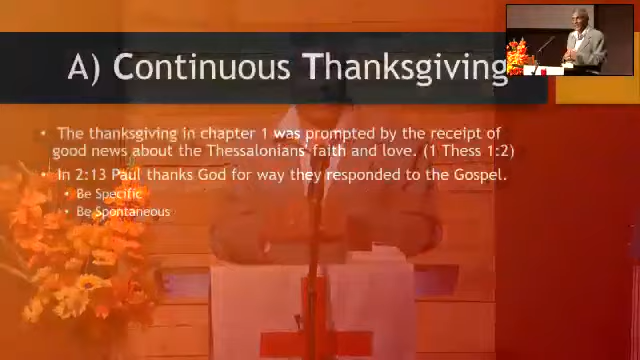 A) Continuous Thanksgiving
• The thanksgiving in chapter 1 was prompted by the receipt of
good news about the Thessalonians' faith and love. (1 Thess 1:2)
• In 2:13 Paul thanks God for way they responded to the Gospel.
• Be Specific
• Be Spontaneous